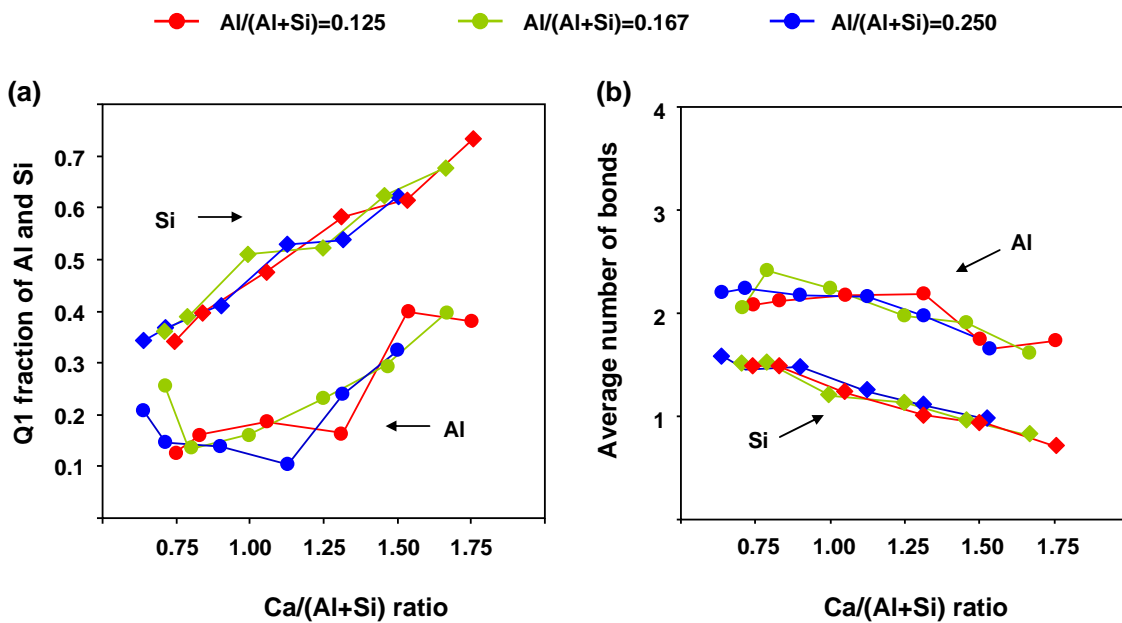 Al/(Al+Si)=0.125 Al/(Al+Si)=0.167 Al/(Al+Si)=0.250
(a)
Q1 fraction of Al and Si
0.7
0.6
0.5
0.4
0.3
0.2
0.1
Si
Al
0.75 1.00 1.25 1.50 1.75
Ca/(Al+Si) ratio
(b)
Average number of bonds
4
3
2
1
Al
Si
0.75 1.00 1.25 1.50 1.75
Ca/(Al+Si) ratio